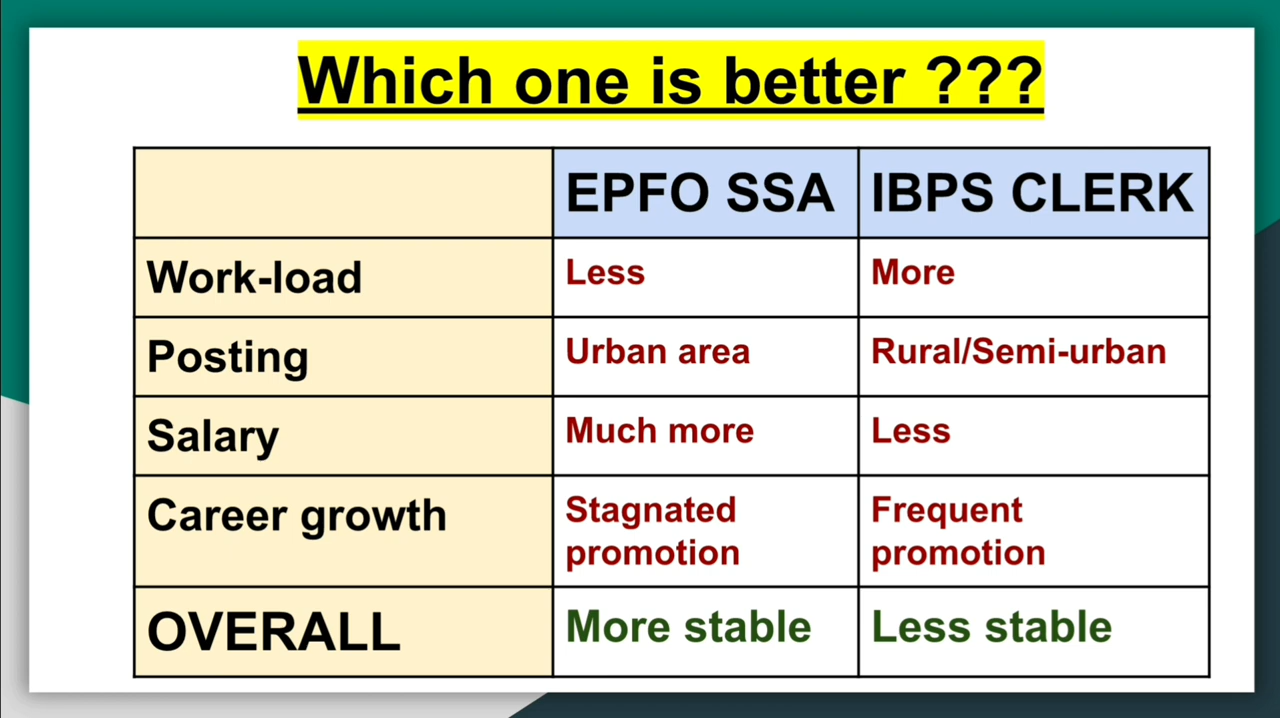 Which one is better ???
EPFO SSA IBPS CLERK
Work-load Less More
Posting Urban area Rural/Semi-urban
Salary Much more Less
Career growth Stagnated promotion Frequent promotion
OVERALL More stable Less stable